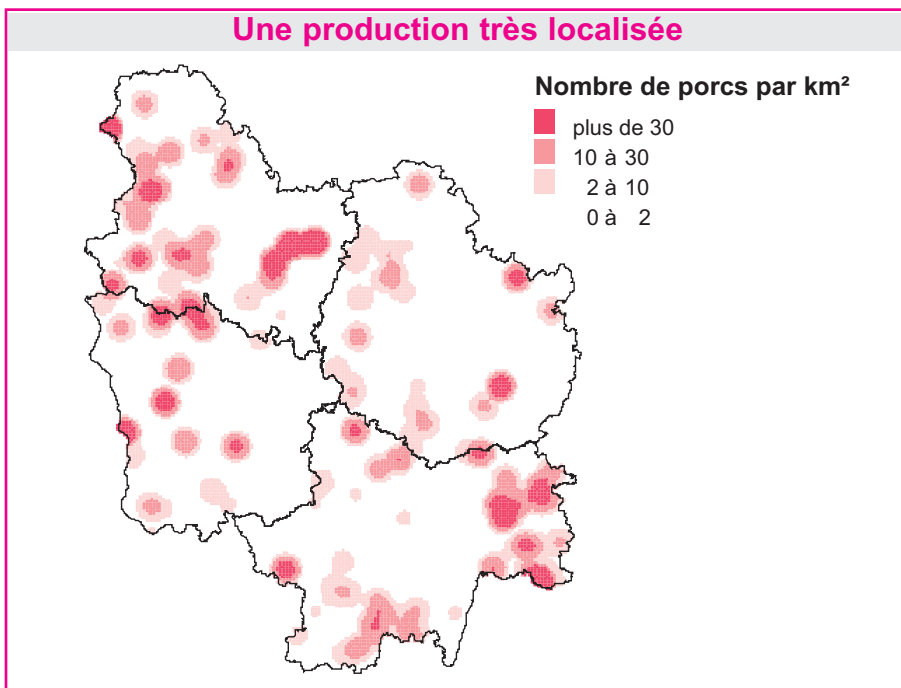 Une production très localisée
Nombre de porcs par km²
plus de 30
10 à 30
2 à 10
0 à 2